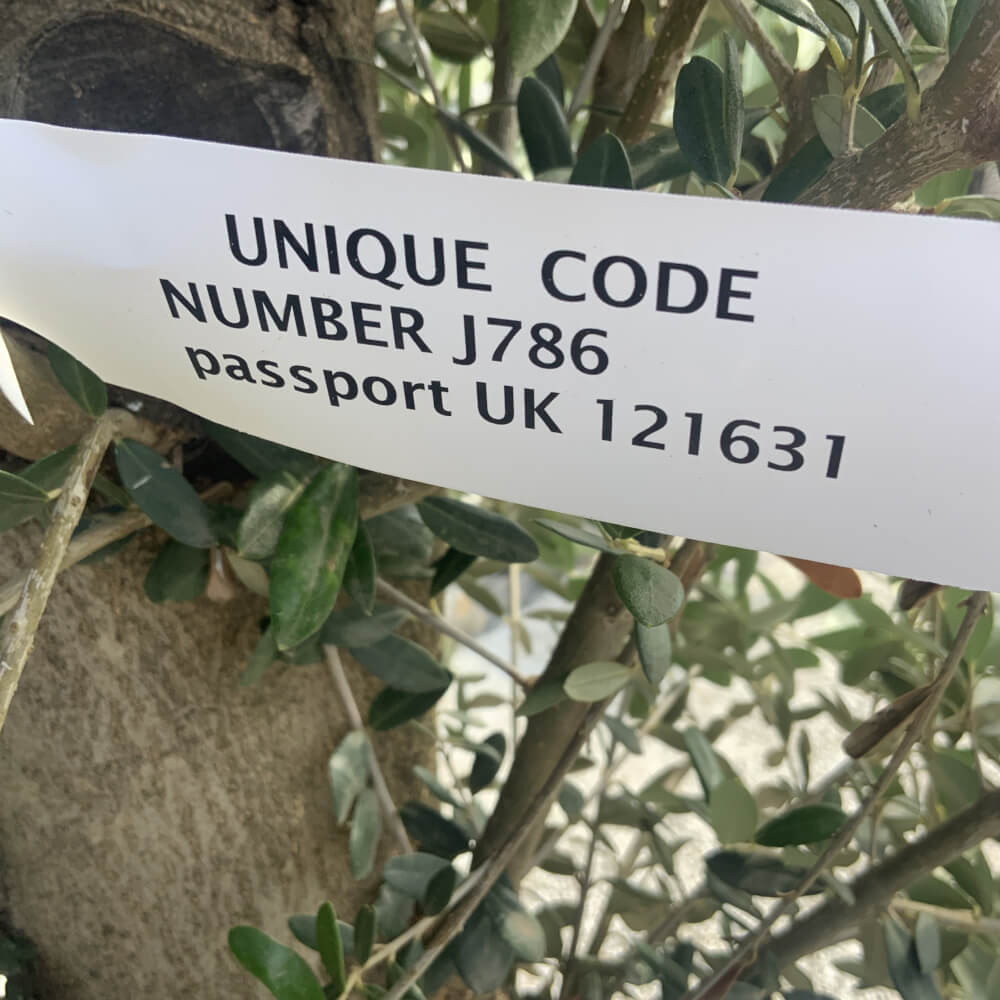 UNIQUE CODE
NUMBER J786
passport UK 121631